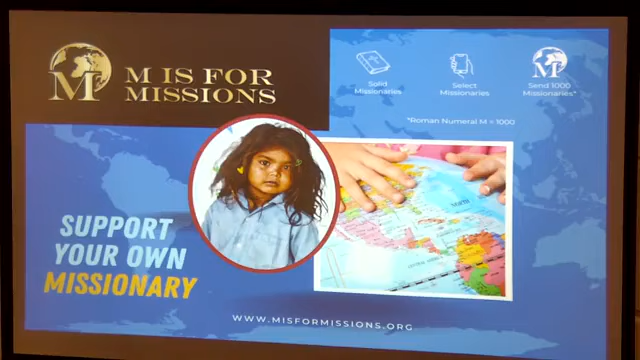 M IS FOR
MISSIONS
Solid
Missionaries
Select
Missionaries
M
Send 1000
Missionaries*
*Roman Numeral M = 1000
SUPPORT
YOUR OWN
MISSIONARY
WWW.MISFORMISSIONS.ORG